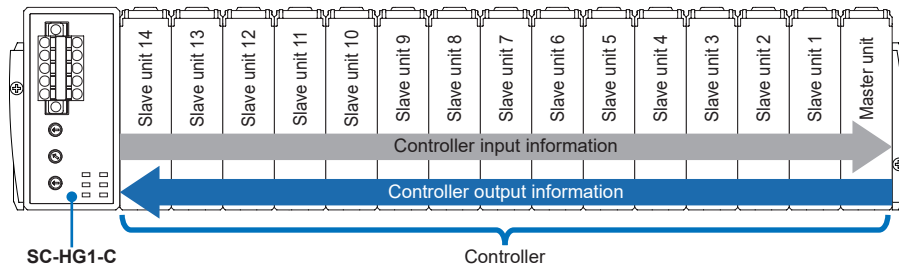 Slave unit 14
Slave unit 13
Slave unit 12
Slave unit 11
Slave unit 10
Slave unit 9
Slave unit 8
Slave unit 7
Slave unit 6
Slave unit 5
Slave unit 4
Slave unit 3
Slave unit 2
Slave unit 1
Master unit
Controller input information
Controller output information
SC-HG1-C
Controller